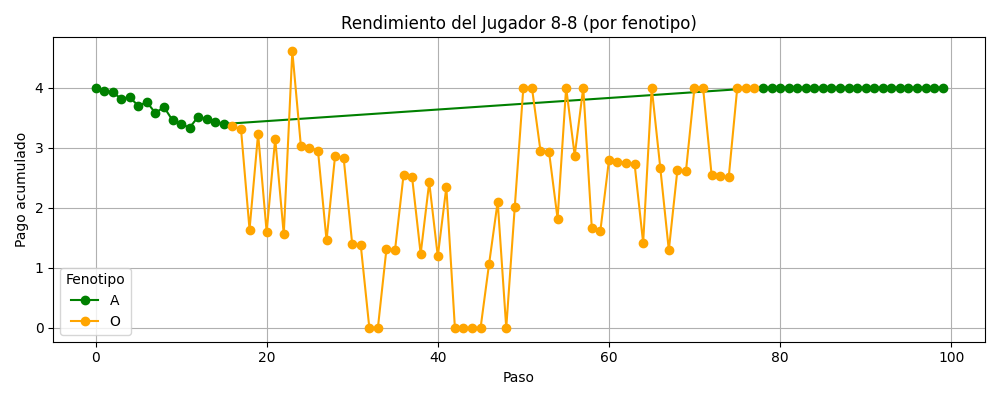 Rendimiento del Jugador 8-8 (por fenotipo)
Pago acumulado
4
3
2
1
0
Fenotipo
A
O
0 20 40 60 80 100
Paso